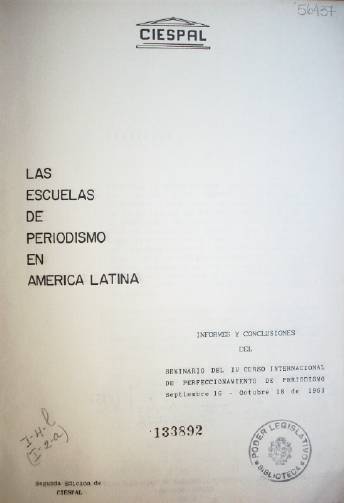 CIESPAL
56457
LAS
ESCUELAS
DE
PERIODISMO
EN
AMERICA LATINA
INFORMES Y CONCLUSIONES
DEL
SEMINARIO DEL IV CURSO INTERNACIONAL
DE PERFECCIONAMIENTO DE PERIODISMO
Septiembre 16 - Octubre 18 de 1963
133892
PODER LEGISLATIVO
BIBLIOTECA
Segunda Edición de
CIESPAL